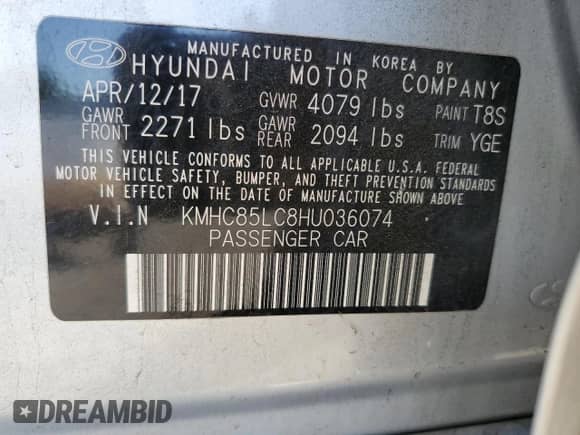 MANUFACTURED IN KOREA BY
HYUNDAI MOTOR COMPANY
APR/12/17 GVWR 4079 lbs PAINT T8S
GAWR FRONT 2271 lbs GAWR REAR 2094 lbs TRIM YGE
THIS VEHICLE CONFORMS TO ALL APPLICABLE U.S.A. FEDERAL
MOTOR VEHICLE SAFETY, BUMPER, AND THEFT PREVENTION STANDARDS
IN EFFECT ON THE DATE OF MANUFACTURE SHOWN ABOVE.
V.I.N KMHC85LC8HU036074
PASSENGER CAR
DREAMBID